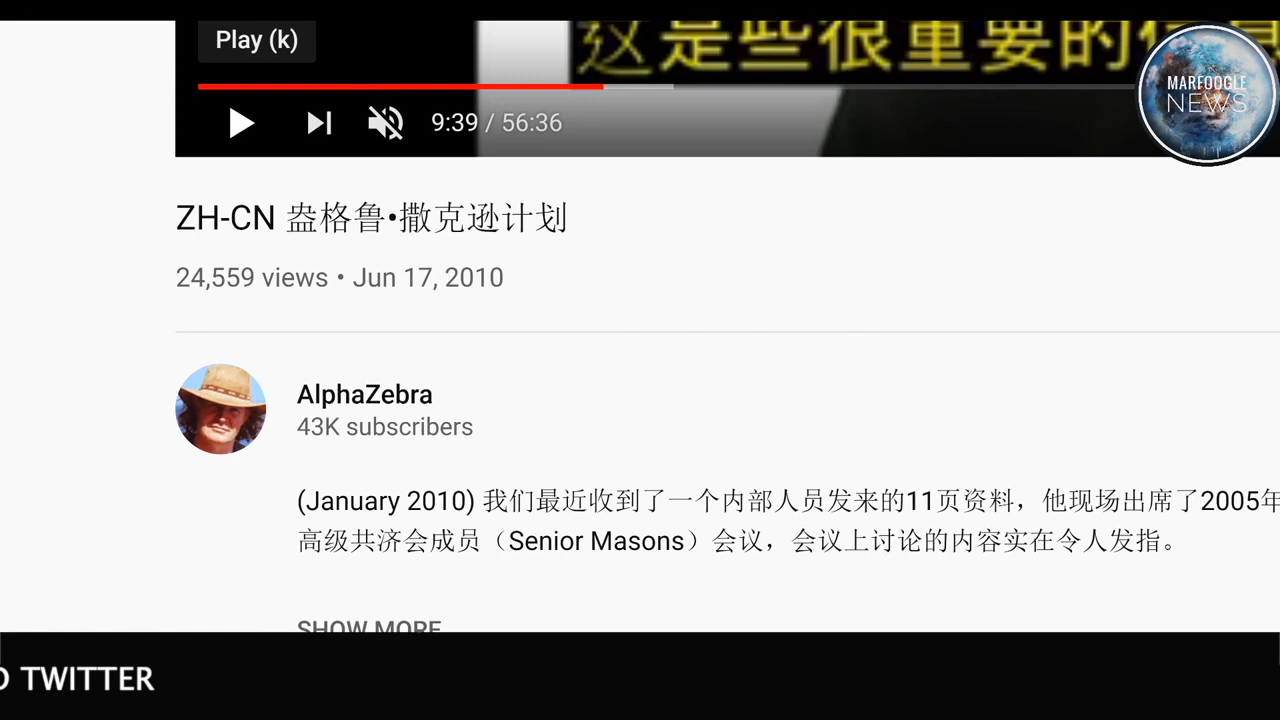 Play (k)
这是些很重要的信息
MARFOOGLE
NEWS
9:39 / 56:36
ZH-CN 盎格鲁•撒克逊计划
24,559 views • Jun 17, 2010
AlphaZebra
43K subscribers
(January 2010) 我们最近收到了一个内部人员发来的11页资料，他现场出席了2005年
高级共济会成员（Senior Masons）会议，会议上讨论的内容实在令人发指。
SHOW MORE
TWITTER